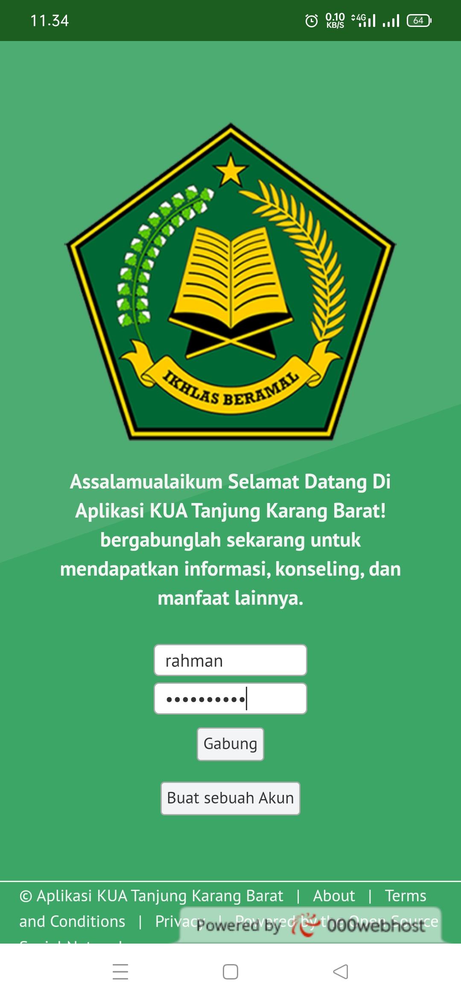 11.34
0.10
KB/S
4G
64
IKHLAS BERAMAL
Assalamualaikum Selamat Datang Di
Aplikasi KUA Tanjung Karang Barat!
bergabunglah sekarang untuk
mendapatkan informasi, konseling, dan
manfaat lainnya.
rahman
••••••••••
Gabung
Buat sebuah Akun
© Aplikasi KUA Tanjung Karang Barat | About | Terms
and Conditions | Privacy | Powered by the Open Source
Powered by 000webhost